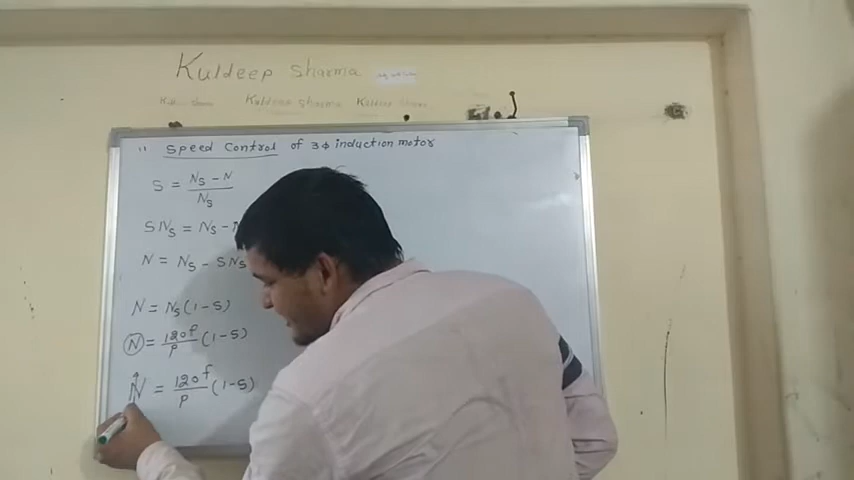 Kuldeep Sharma
Kuldeep Sharma
" Speed Control of 3Φ induction motor
S = (NS - N) / NS
SNS = NS -
N = NS - SNS
N = NS (1 - S)
N = 120f / P (1 - S)
N = 120f / P (1 - S)